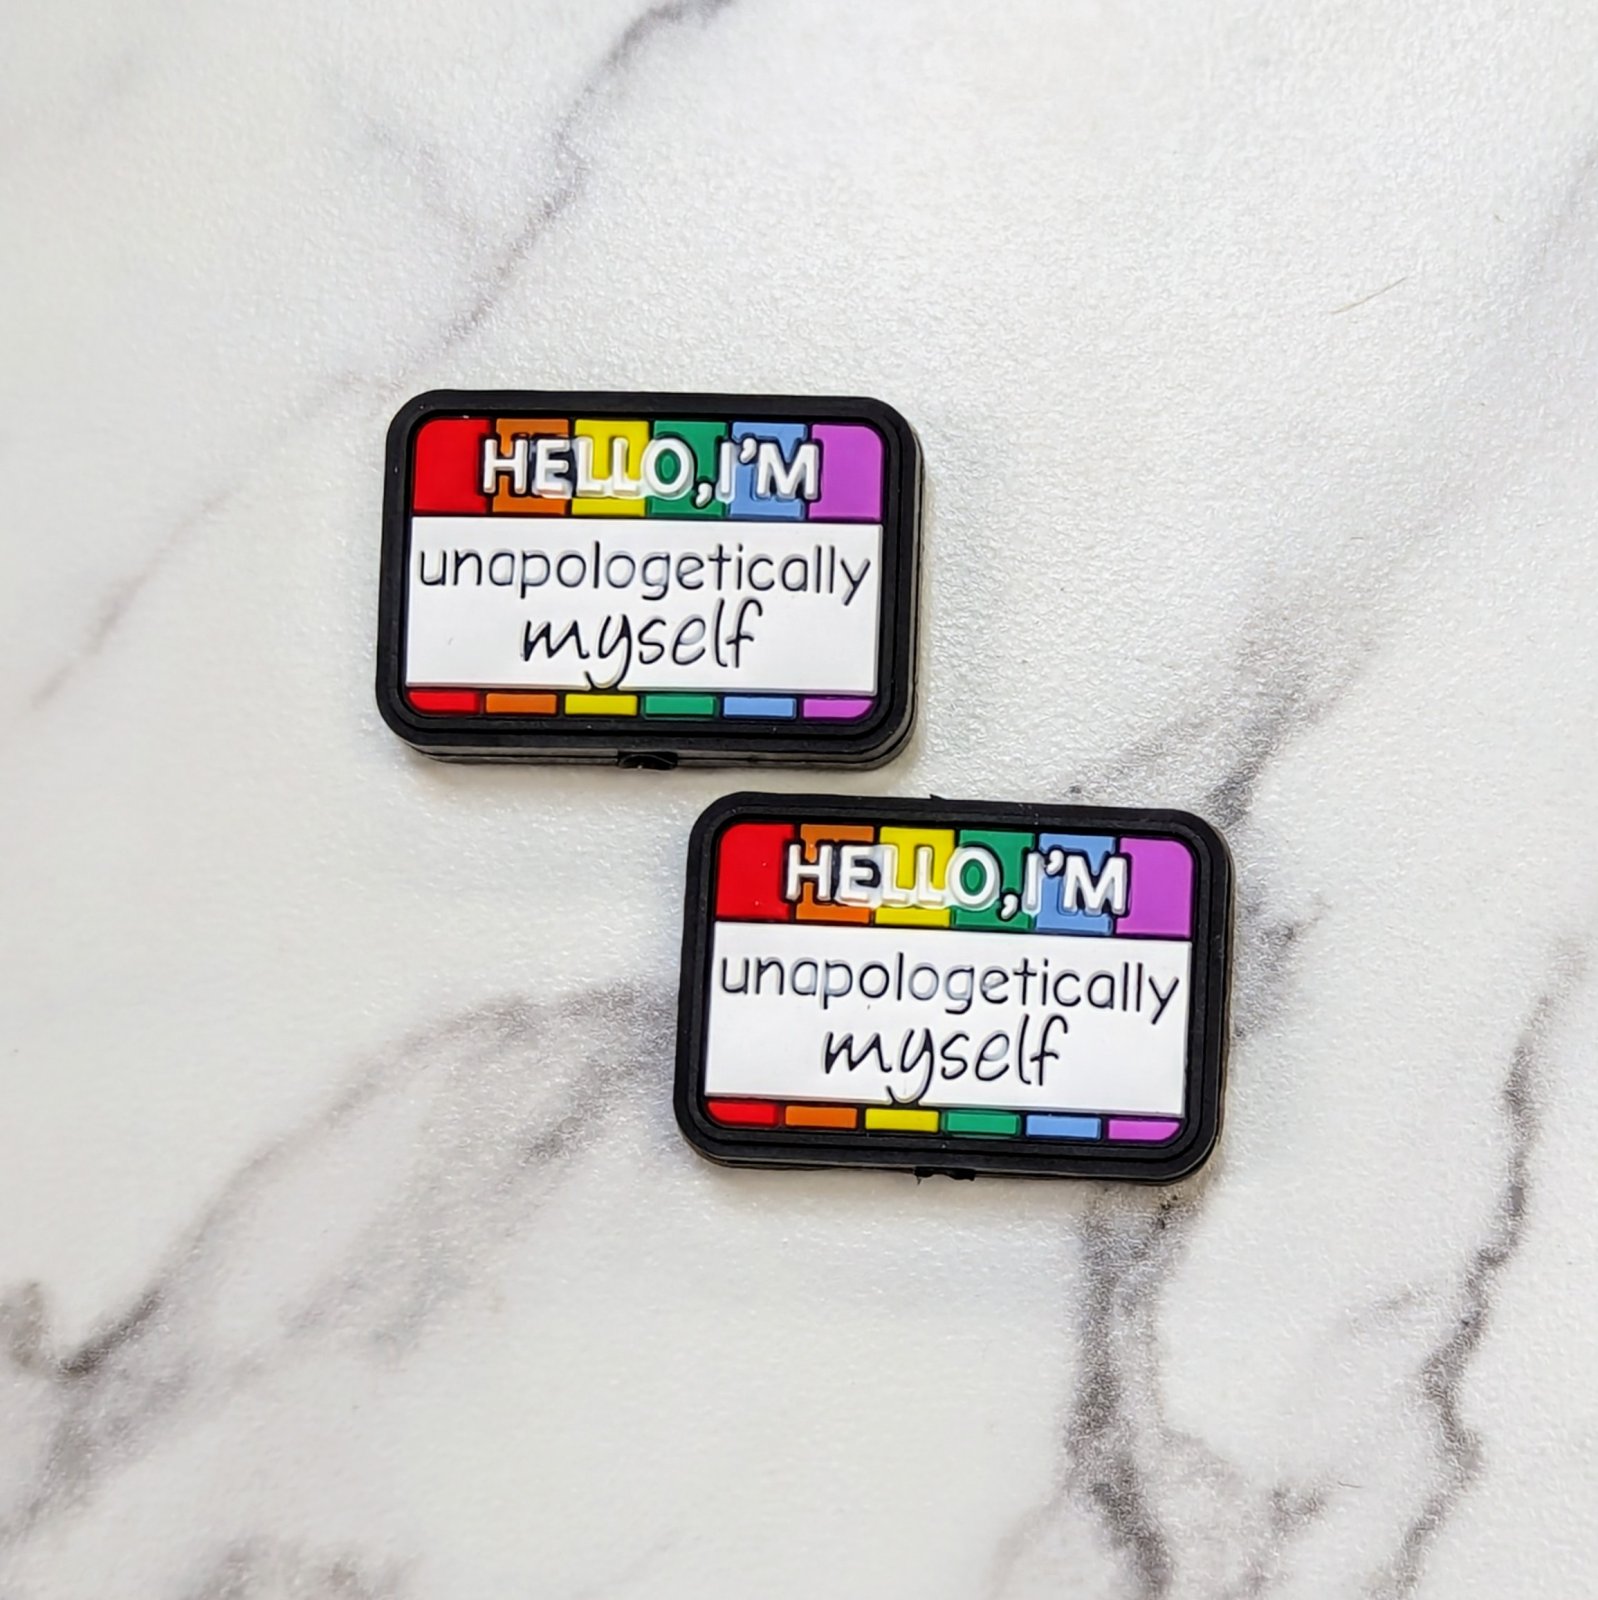 HELLO, I'M
unapologetically
myself
HELLO, I'M
unapologetically
myself